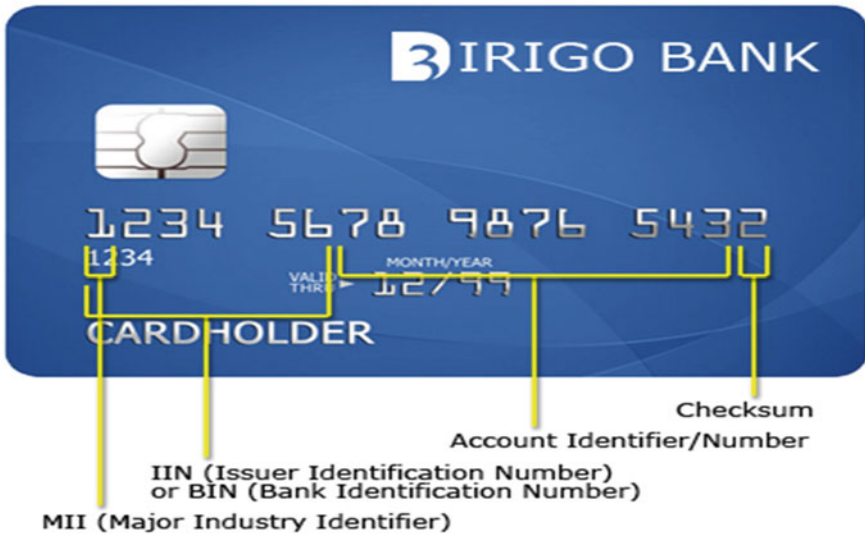 3IRIGO BANK
1234 5678 9876 5432
1234
MONTH/YEAR
VALID
THRU
12/99
CARDHOLDER
Checksum
Account Identifier/Number
IIN (Issuer Identification Number)
or BIN (Bank Identification Number)
MII (Major Industry Identifier)